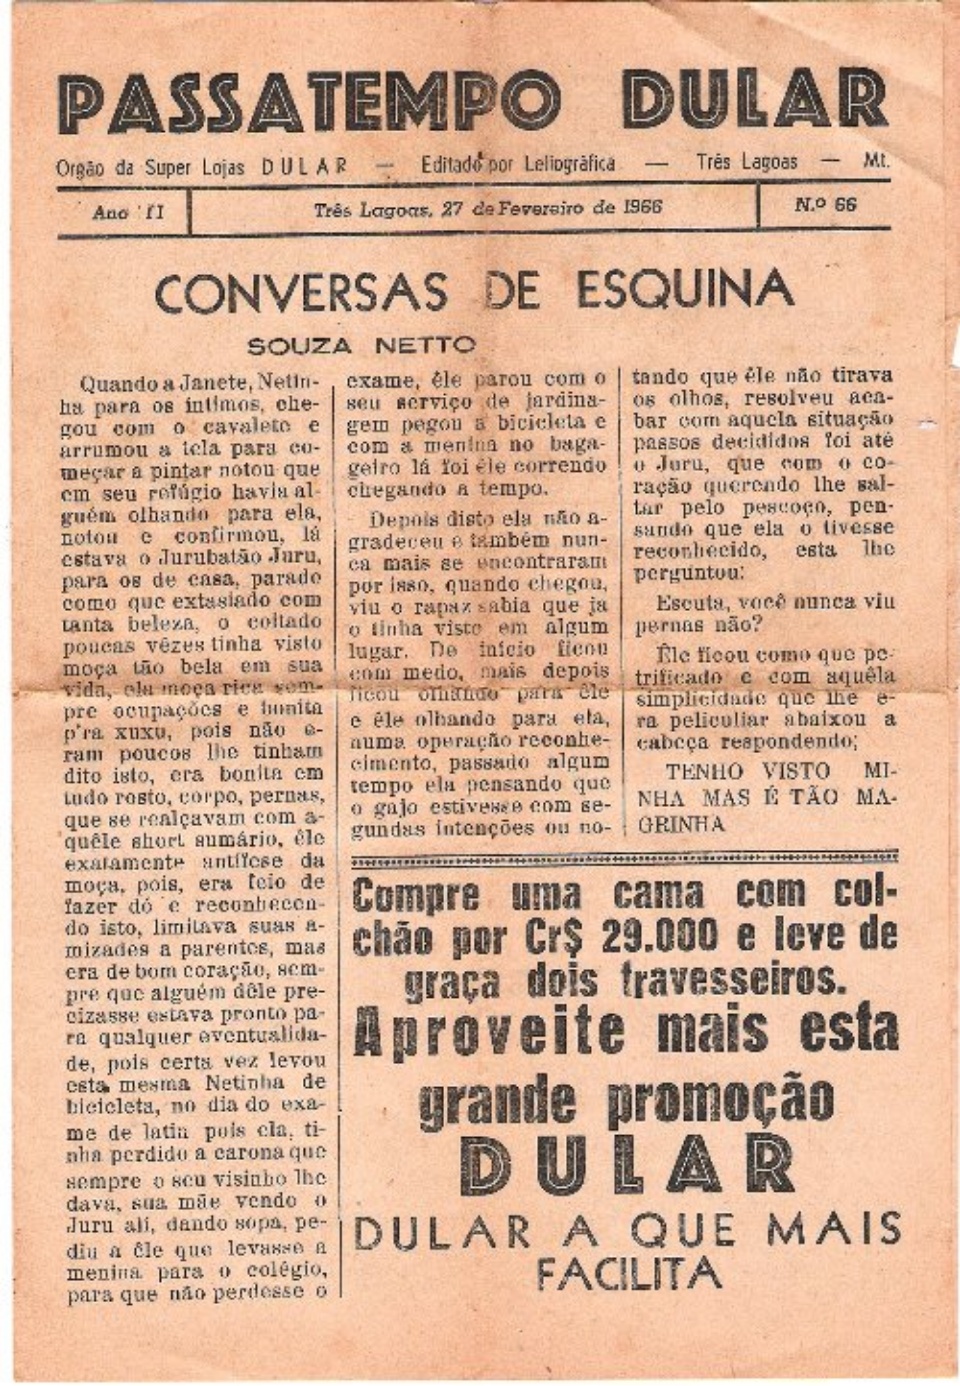 PASSATEMPO DULAR
Orgão da Super Lojas DULAR — Editado por Leliográfica — Três Lagoas — Mt.
Ano II
Três Lagoas, 27 de Fevereiro de 1966
N.º 66
CONVERSAS DE ESQUINA
SOUZA NETTO
Quando a Janete, Netin-
ha para os intimos, che-
gou com o cavalete e
arrumou a tela para co-
meçar a pintar notou que
em seu refúgio havia al-
guém olhando para ela,
notou e confirmou, lá
estava o Jurubatão Juru,
para os de casa, parado
como que extasiado com
tanta beleza, o coitado
poucas vêzes tinha visto
moça tão bela em sua
vida, ela moça rica sem-
pre ocupações e bonita
p'ra xuxu, pois não e-
ram poucos lhe tinham
dito isto, era bonita em
tudo rosto, corpo, pernas,
que se realçavam com a-
quêle short sumário, êle
exatamente antítese da
moça, pois, era feio de
fazer dó e reconhecen-
do isto, limitava suas a-
mizades a parentes, mas
era de bom coração, sem-
pre que alguém dêle pre-
cizasse estava pronto pa-
ra qualquer eventualida-
de, pois certa vez levou
esta mesma Netinha de
bicicleta, no dia do exa-
me de latin pois ela, ti-
nha perdido a carona que
sempre o seu visinho lhe
dava, sua mãe vendo o
Juru ali, dando sopa, pe-
diu a êle que levasse a
menina para o colégio,
para que não perdesse o
exame, êle parou com o
seu serviço de jardina-
gem pegou a bicicleta e
com a menina no baga-
geiro lá foi êle correndo
chegando a tempo.
Depois disto ela não a-
gradeceu e também nun-
ca mais se encontraram
por isso, quando chegou,
viu o rapaz sabia que ja
o tinha visto em algum
lugar. De início ficou
com medo, mais depois
ficou olhando para êle
e êle olhando para ela,
numa operação reconhe-
cimento, passado algum
tempo ela pensando que
o gajo estivesse com se-
gundas intenções ou no-
tando que êle não tirava
os olhos, resolveu aca-
bar com aquela situação
passos decididos foi até
o Juru, que com o co-
ração querendo lhe sal-
tar pelo pescoço, pen-
sando que ela o tivesse
reconhecido, esta lhe
perguntou:
Escuta, você nunca viu
pernas não?
Êle ficou como que pe-
trificado e com aquêla
simplicidade que lhe e-
ra peliculiar abaixou a
cabeça respondendo;
TENHO VISTO MI-
NHA MAS É TÃO MA-
GRINHA
Compre uma cama com col-
chão por Cr$ 29.000 e leve de
graça dois travesseiros.
Aproveite mais esta
grande promoção
DULAR
DULAR A QUE MAIS
FACILITA